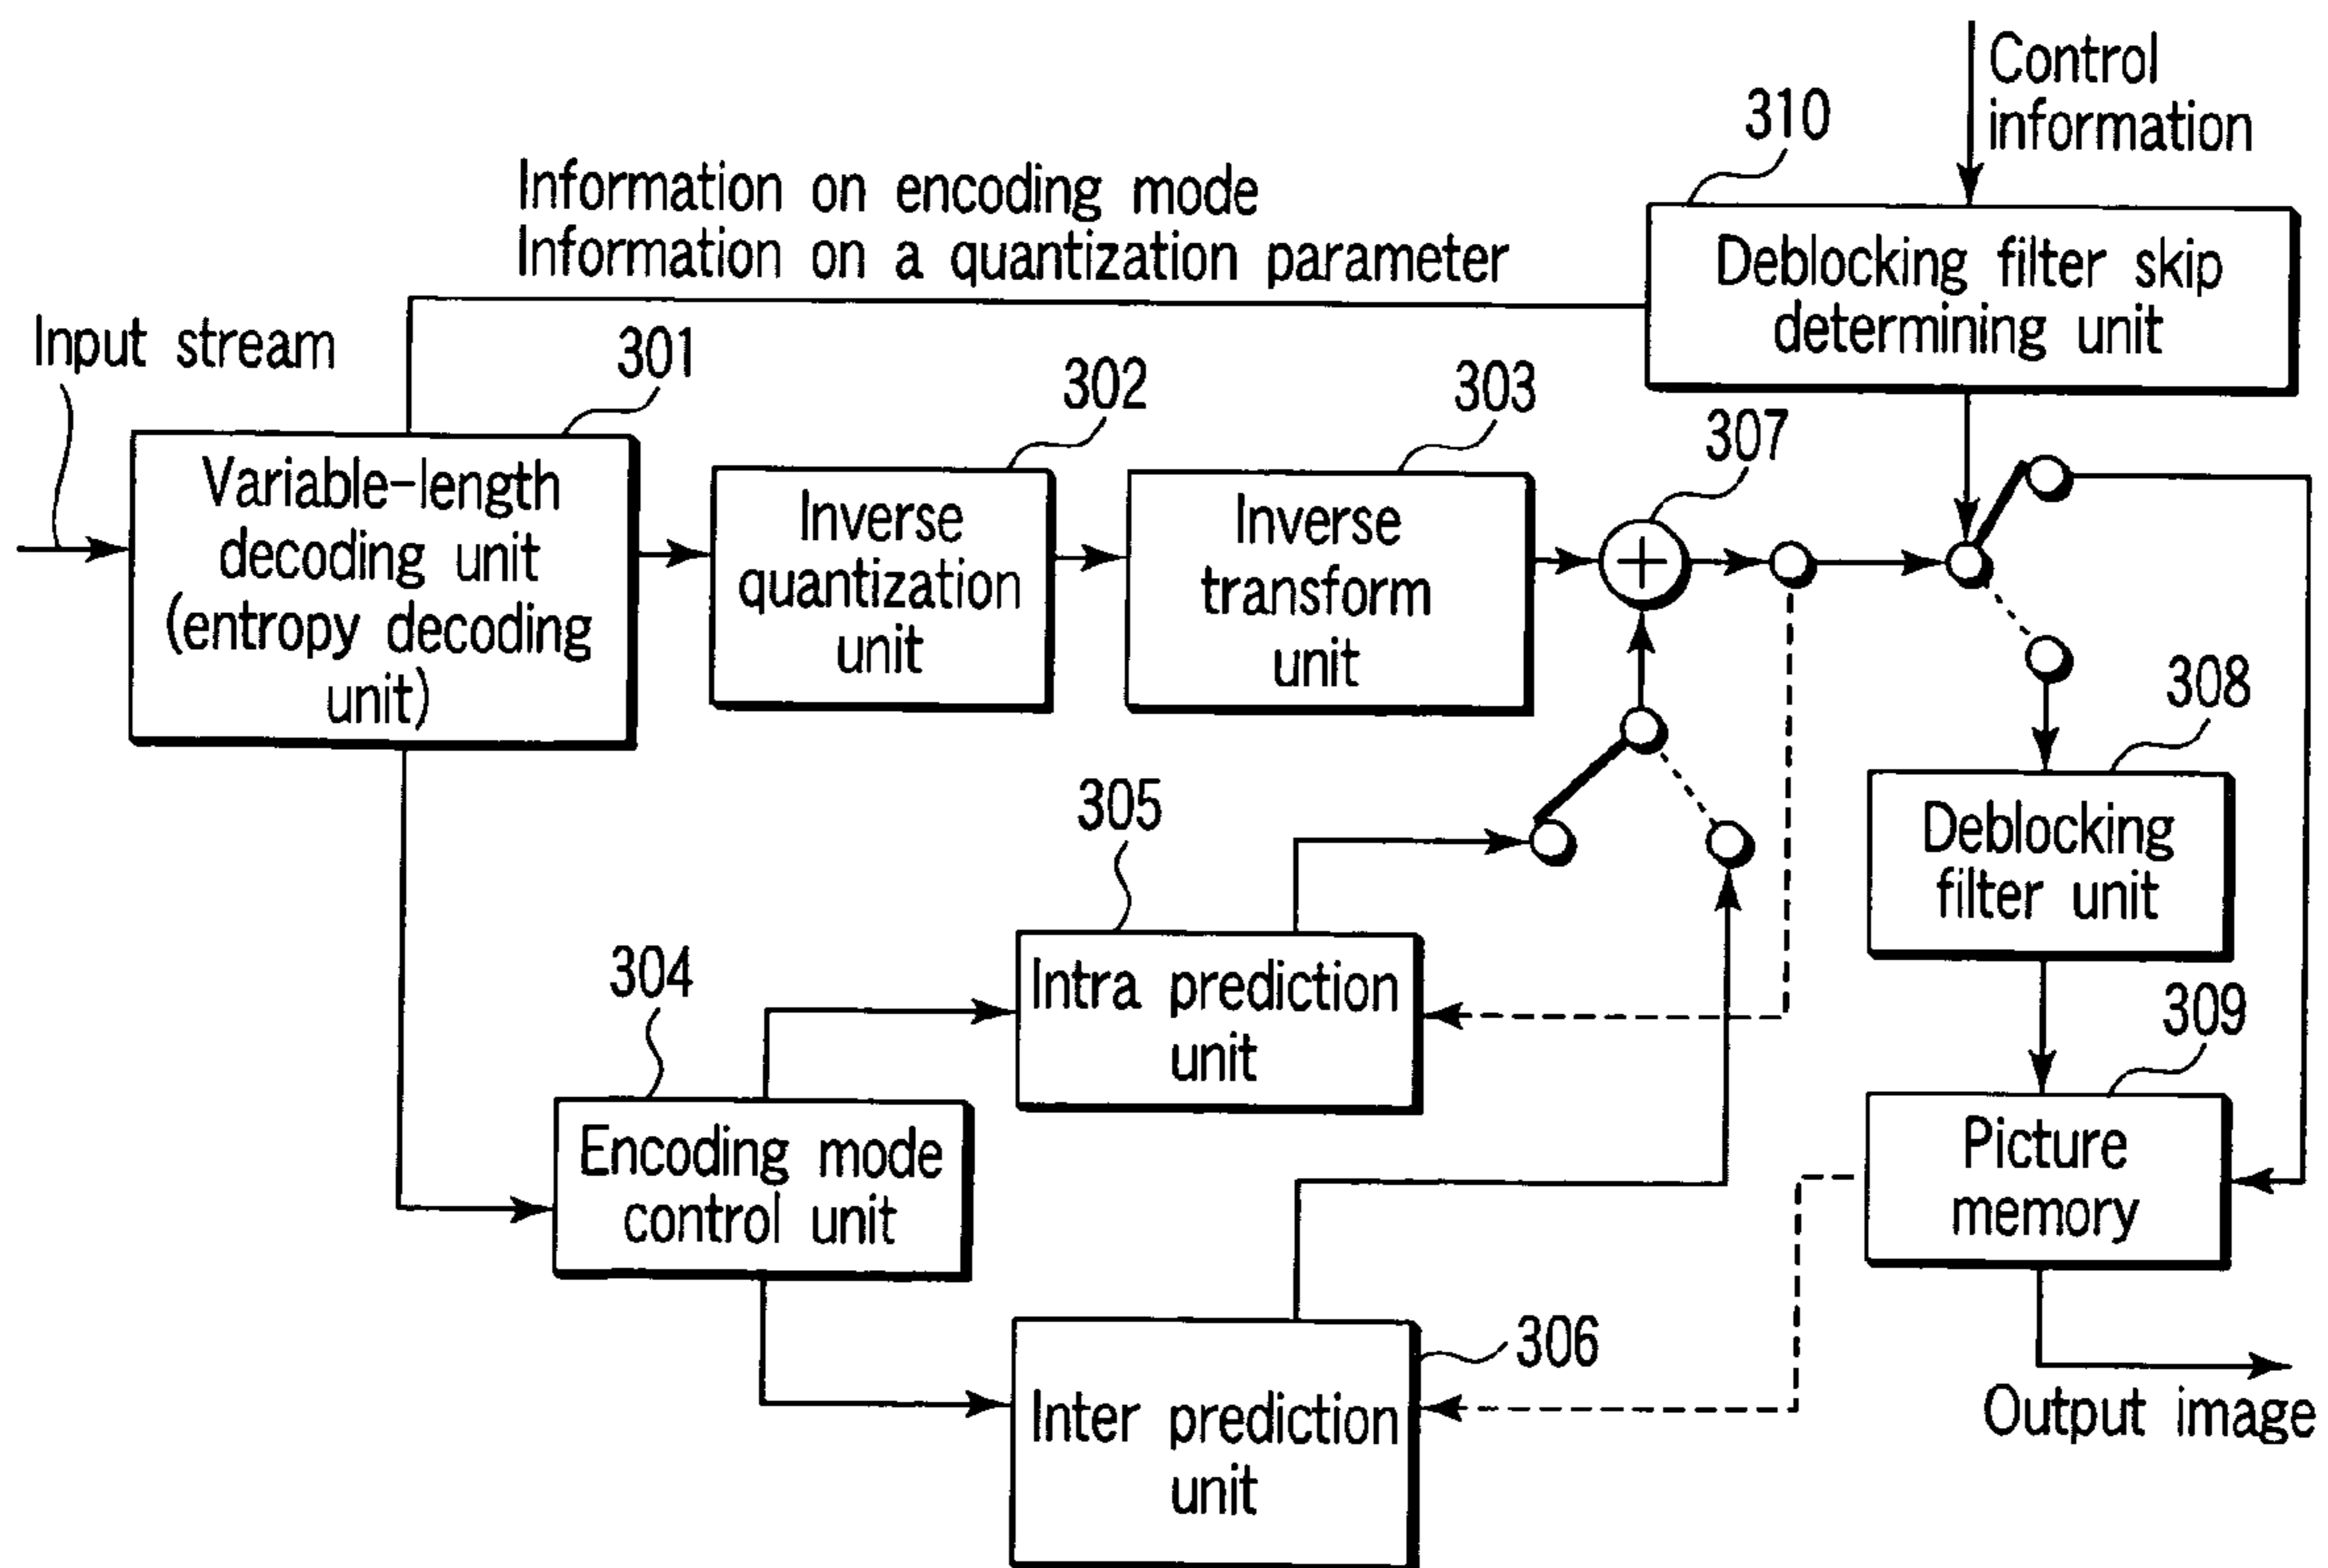 Control
information
310
Information on encoding mode
Information on a quantization parameter
Deblocking filter skip
determining unit
Input stream
301
302
303
307
Variable-length
decoding unit
(entropy decoding
unit)
Inverse
quantization
unit
Inverse
transform
unit
308
305
Deblocking
filter unit
304
Intra prediction
unit
309
Encoding mode
control unit
Picture
memory
306
Inter prediction
unit
Output image